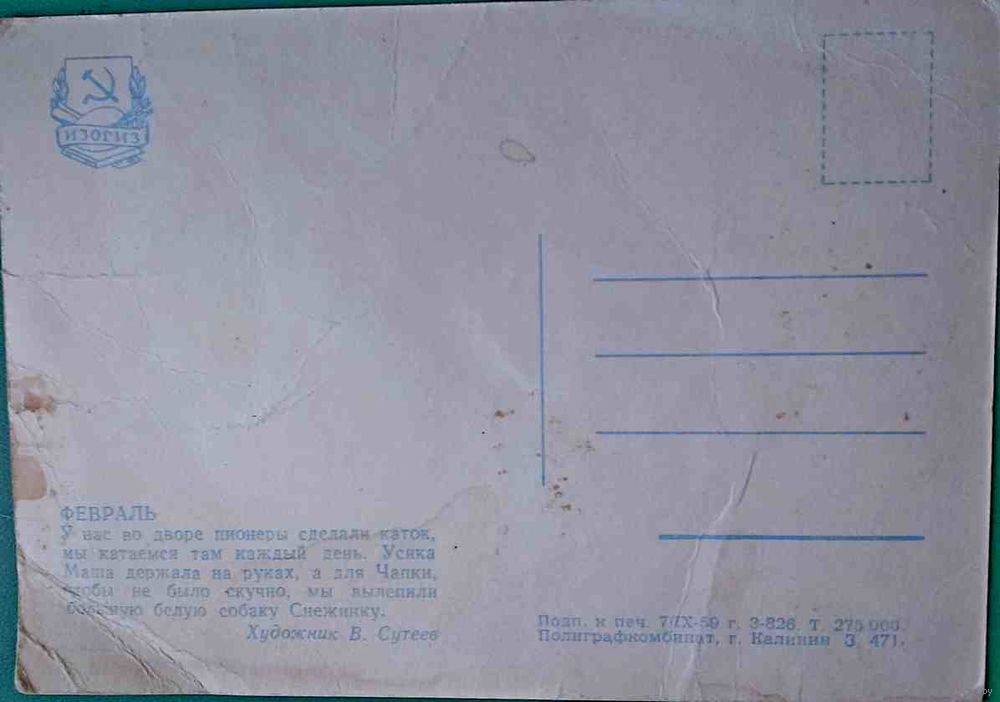 ИЗОГИЗ
ФЕВРАЛЬ
У нас во дворе пионеры сделали каток,
мы катаемся там каждый день. Усика
Маша держала на руках, а для Чапки,
чтобы не было скучно, мы вылепили
большую белую собаку Снежинку.
Художник В. Сутеев
Подп. к печ. 7/IX-59 г. З-826. Т. 275 000.
Полиграфкомбинат, г. Калинин З. 471.